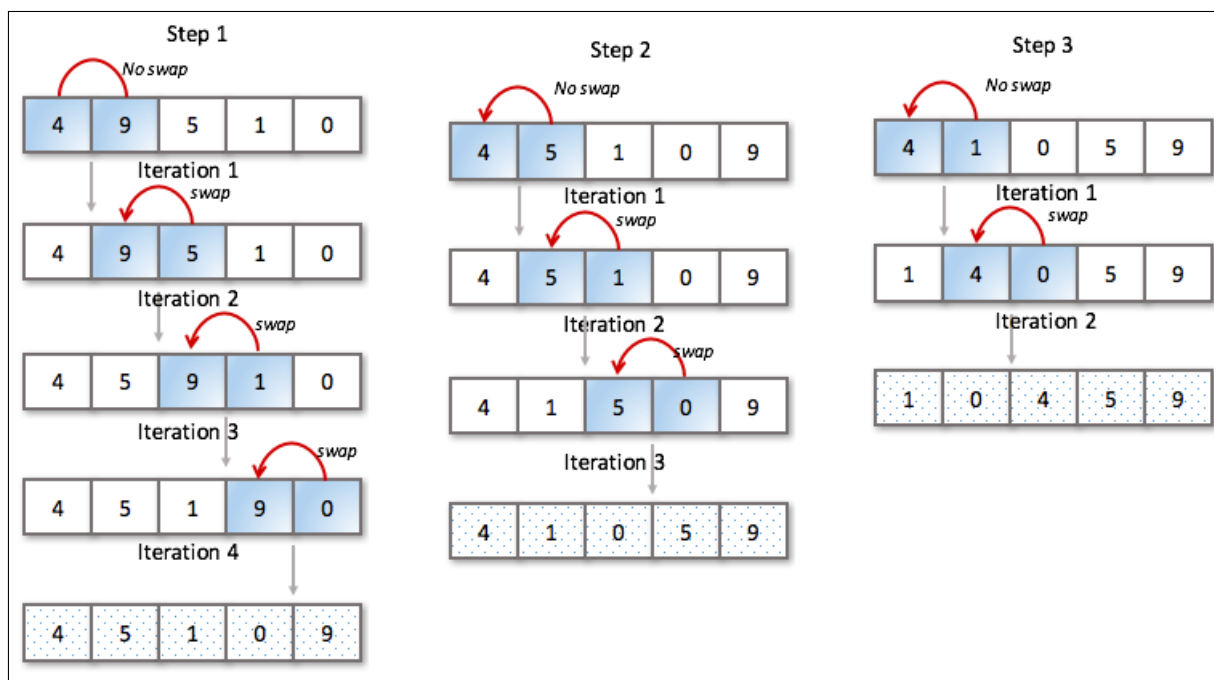 Step 1
No swap
4 9 5 1 0
Iteration 1
swap
4 9 5 1 0
Iteration 2
swap
4 5 9 1 0
Iteration 3
swap
4 5 1 9 0
Iteration 4
4 5 1 0 9
Step 2
No swap
4 5 1 0 9
Iteration 1
swap
4 5 1 0 9
Iteration 2
swap
4 1 5 0 9
Iteration 3
4 1 0 5 9
Step 3
No swap
4 1 0 5 9
Iteration 1
swap
1 4 0 5 9
Iteration 2
1 0 4 5 9